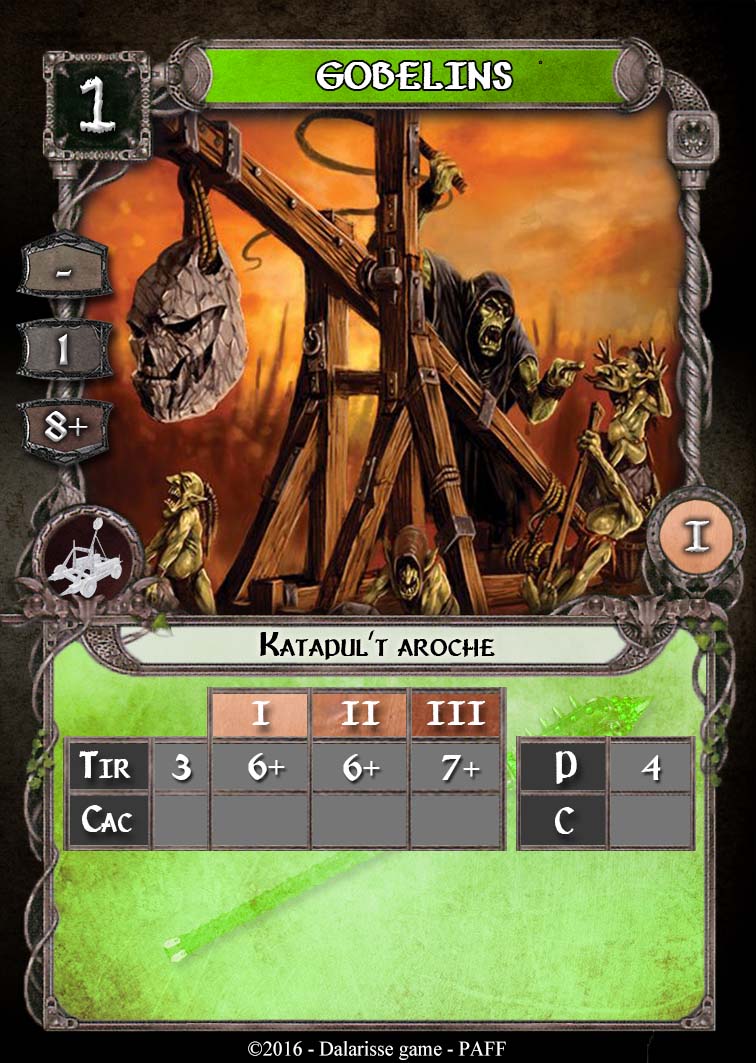 GOBELINS
1
-
1
8+
I
Katapul't aroche
I II III
Tir 3 6+ 6+ 7+
Cac
P 4
C
©2016 - Dalarisse game - PAFF